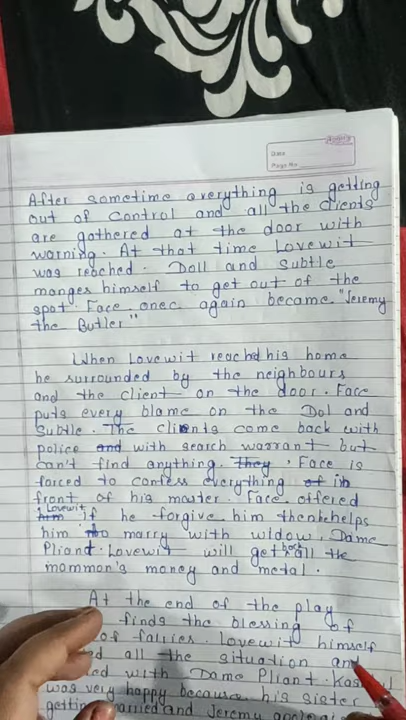 Date
Page No
After sometime everything is getting
out of control and all the clients
are gathered at the door with
warning. At that time Lovewit
was reached. Doll and Subtle
manges himself to get out of the
spot. Face onec again became "Jeremy
the Butler"
When Lovewit reached his home
he surrounded by the neighbours
and the client on the door. Face
puts every blame on the Dol and
Subtle. The clients come back with
police and with search warrant but
can't find anything. They. Face is
forced to confess everything of in
front of his master. Face offered
him Lovewit if he forgive him then helps
him to marry with widow, Dame
Pliant. Lovewit will get back all the
mommon's money and metal.
At the end of the play
finds the blessing of
of fairies. Lovewit himself
all the situation and
with Dame Pliant. Kastril
was very happy because his sister
getting married and Jeremy